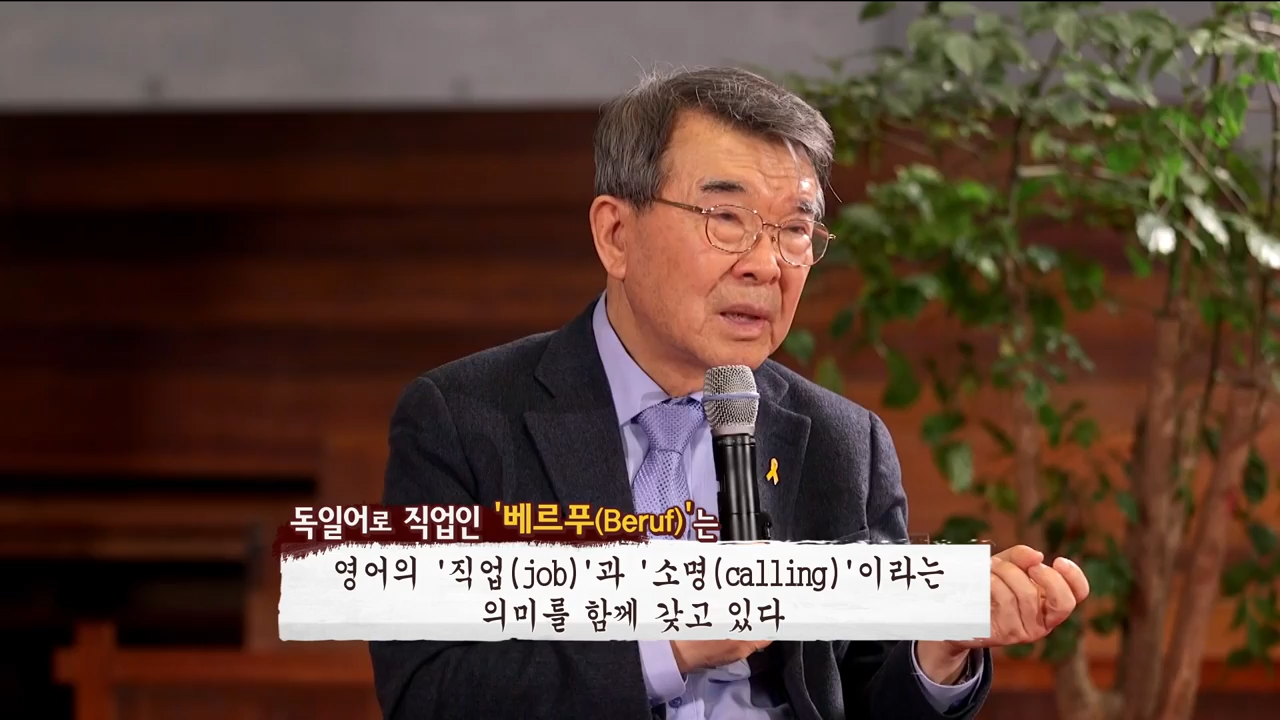 독일어로 직업인 '베르푸(Beruf)'는
영어의 '직업(job)'과 '소명(calling)'이라는
의미를 함께 갖고 있다